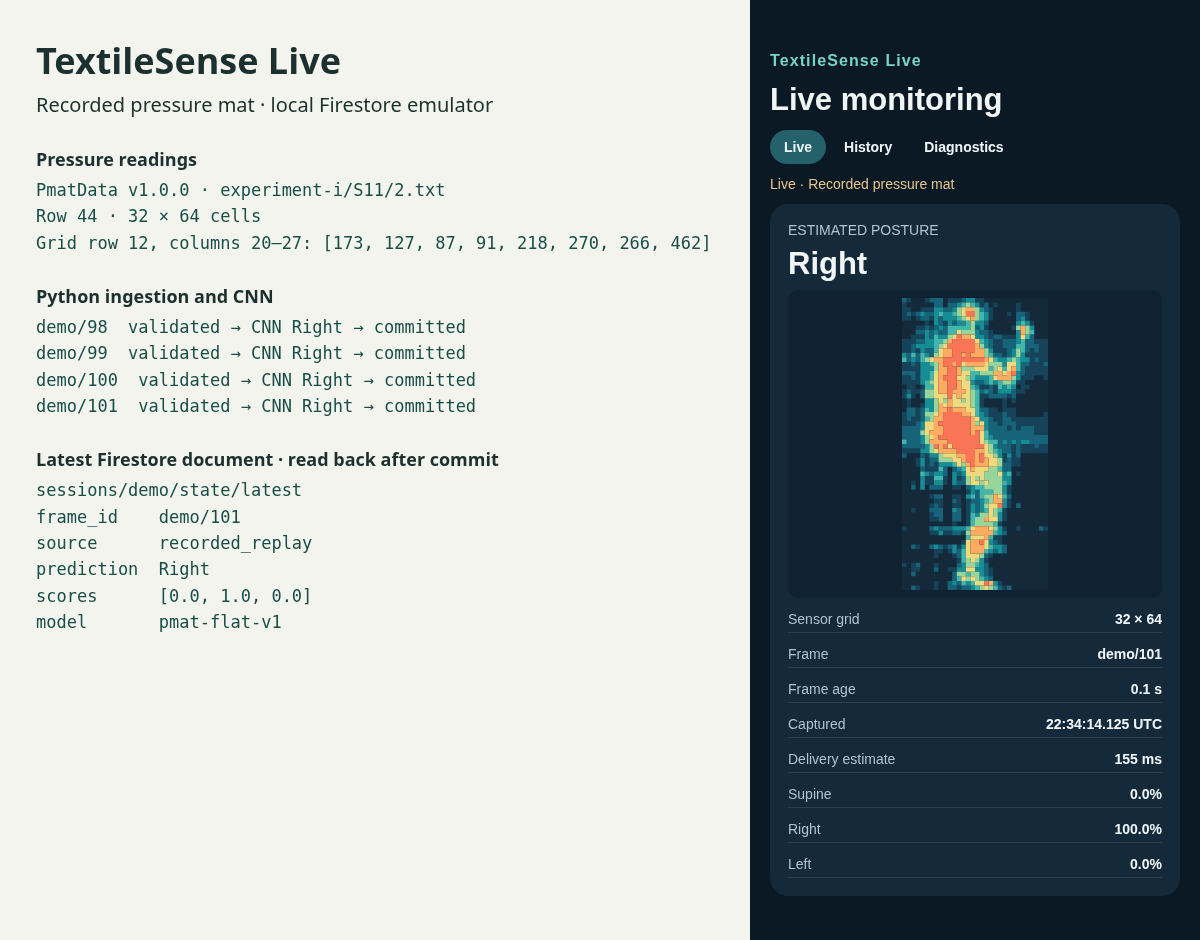 TextileSense Live
Recorded pressure mat · local Firestore emulator
Pressure readings
PmatData v1.0.0 · experiment-i/S11/2.txt
Row 44 · 32 × 64 cells
Grid row 12, columns 20–27: [173, 127, 87, 91, 218, 270, 266, 462]
Python ingestion and CNN
demo/98 validated → CNN Right → committed
demo/99 validated → CNN Right → committed
demo/100 validated → CNN Right → committed
demo/101 validated → CNN Right → committed
Latest Firestore document · read back after commit
sessions/demo/state/latest
frame_id demo/101
source recorded_replay
prediction Right
scores [0.0, 1.0, 0.0]
model pmat-flat-v1
TextileSense Live
Live monitoring
Live History Diagnostics
Live · Recorded pressure mat
ESTIMATED POSTURE
Right
Sensor grid 32 × 64
Frame demo/101
Frame age 0.1 s
Captured 22:34:14.125 UTC
Delivery estimate 155 ms
Supine 0.0%
Right 100.0%
Left 0.0%